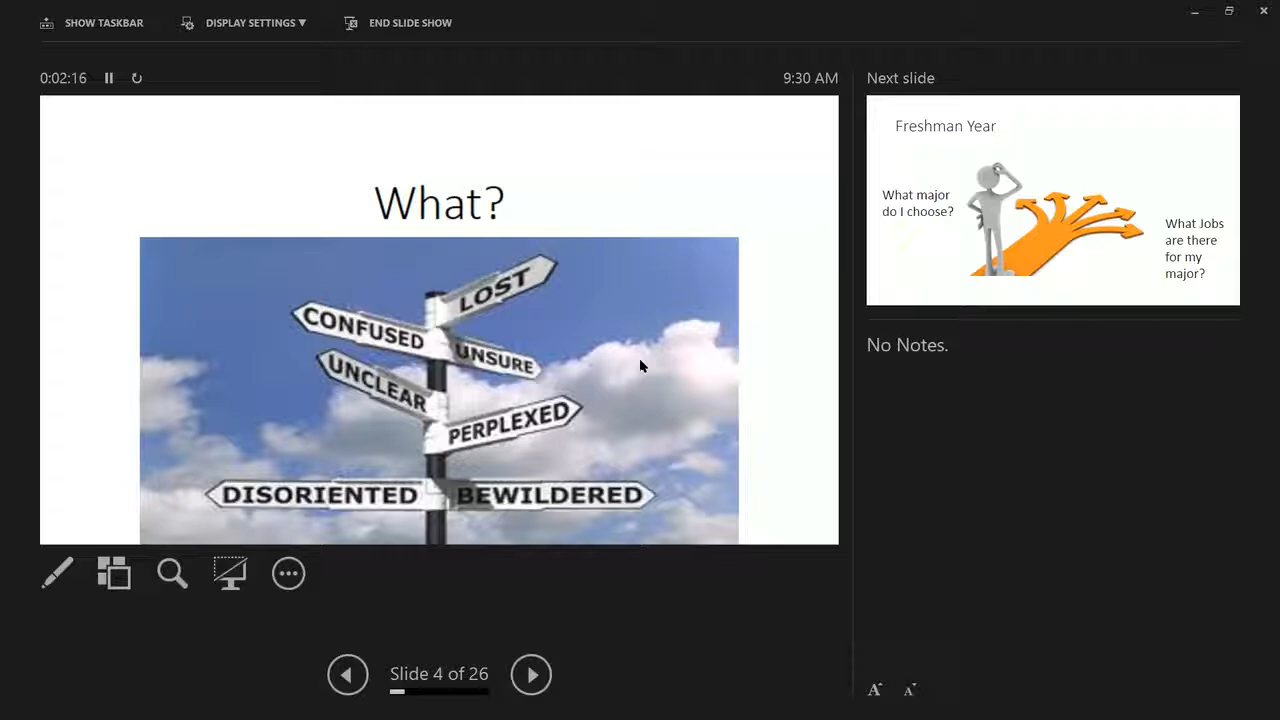 SHOW TASKBAR
DISPLAY SETTINGS ▼
END SLIDE SHOW
0:02:16
9:30 AM
What?
LOST
CONFUSED
UNSURE
UNCLEAR
PERPLEXED
DISORIENTED
BEWILDERED
Slide 4 of 26
Next slide
Freshman Year
What major
do I choose?
What Jobs
are there
for my
major?
No Notes.
A
A